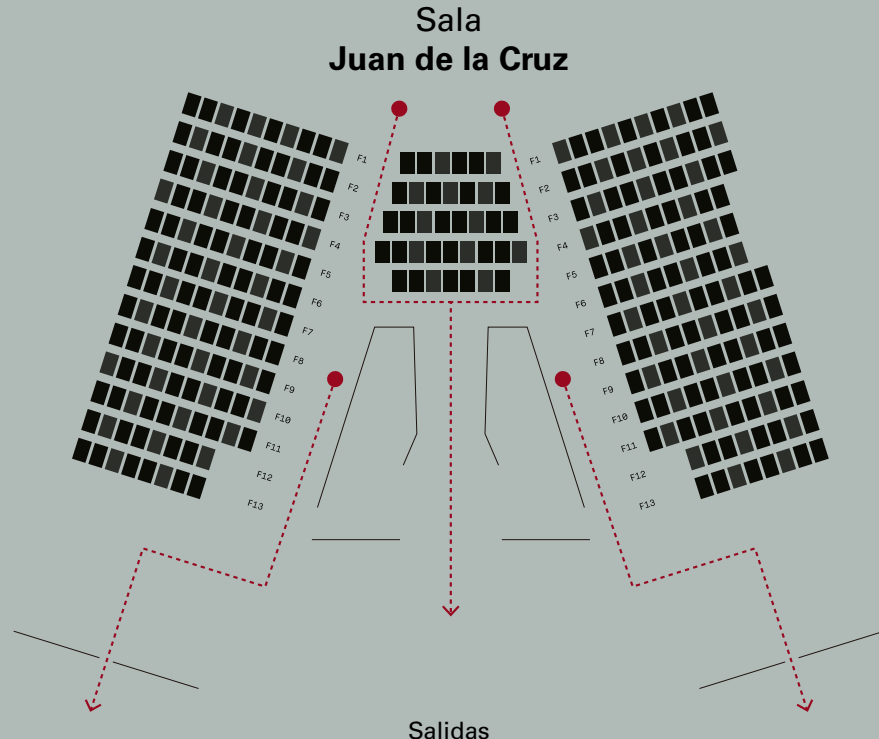 Sala
Juan de la Cruz
F1
F2
F3
F4
F5
F6
F7
F8
F9
F10
F11
F12
F13
F1
F2
F3
F4
F5
F6
F7
F8
F9
F10
F11
F12
F13
Salidas